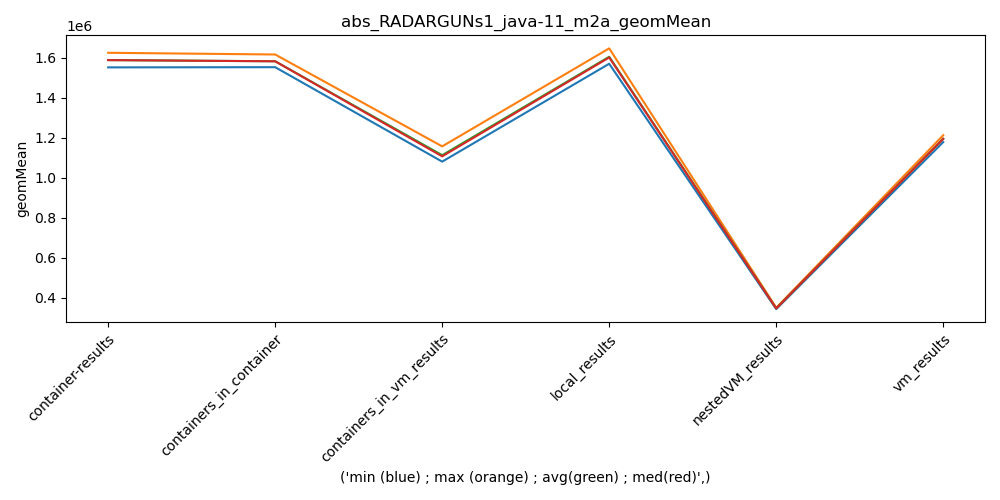 abs_RADARGUNs1_java-11_m2a_geomMean
1e6
1.6
1.4
1.2
1.0
0.8
0.6
0.4
geomMean
container-results
containers_in_container
containers_in_vm_results
local_results
nestedVM_results
vm_results
('min (blue) ; max (orange) ; avg(green) ; med(red)',)